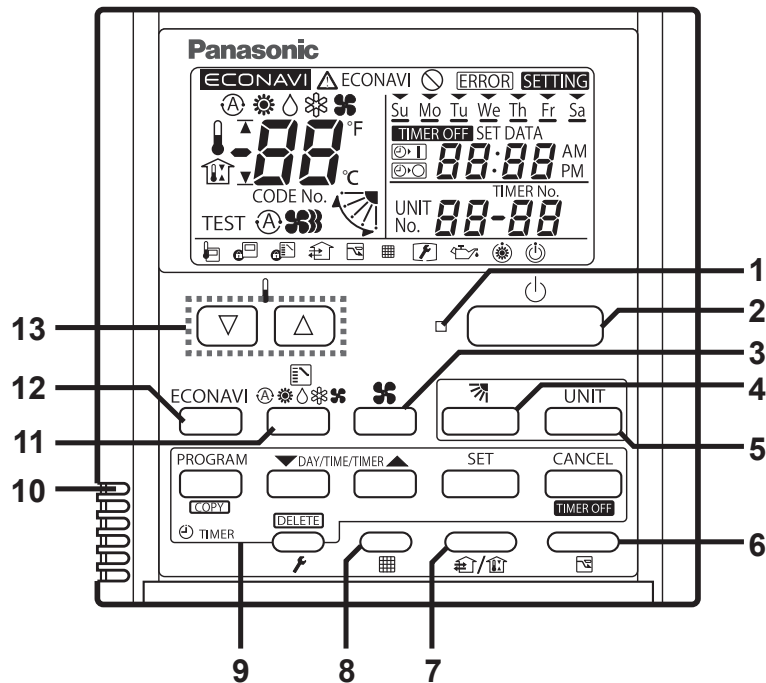 Panasonic
ECONAVI ECONAVI ERROR SETTING
A
Su Mo Tu We Th Fr Sa
-88 °F
°C
TIMER OFF SET DATA
88:88 AM
PM
CODE No.
TIMER No.
UNIT
No. 88-88
TEST A
1
2
13
3
12
ECONAVI
A
UNIT
4
11
5
PROGRAM
DAY/TIME/TIMER
SET
CANCEL
10
COPY
TIMER OFF
TIMER
DELETE
/
6
9
8
7